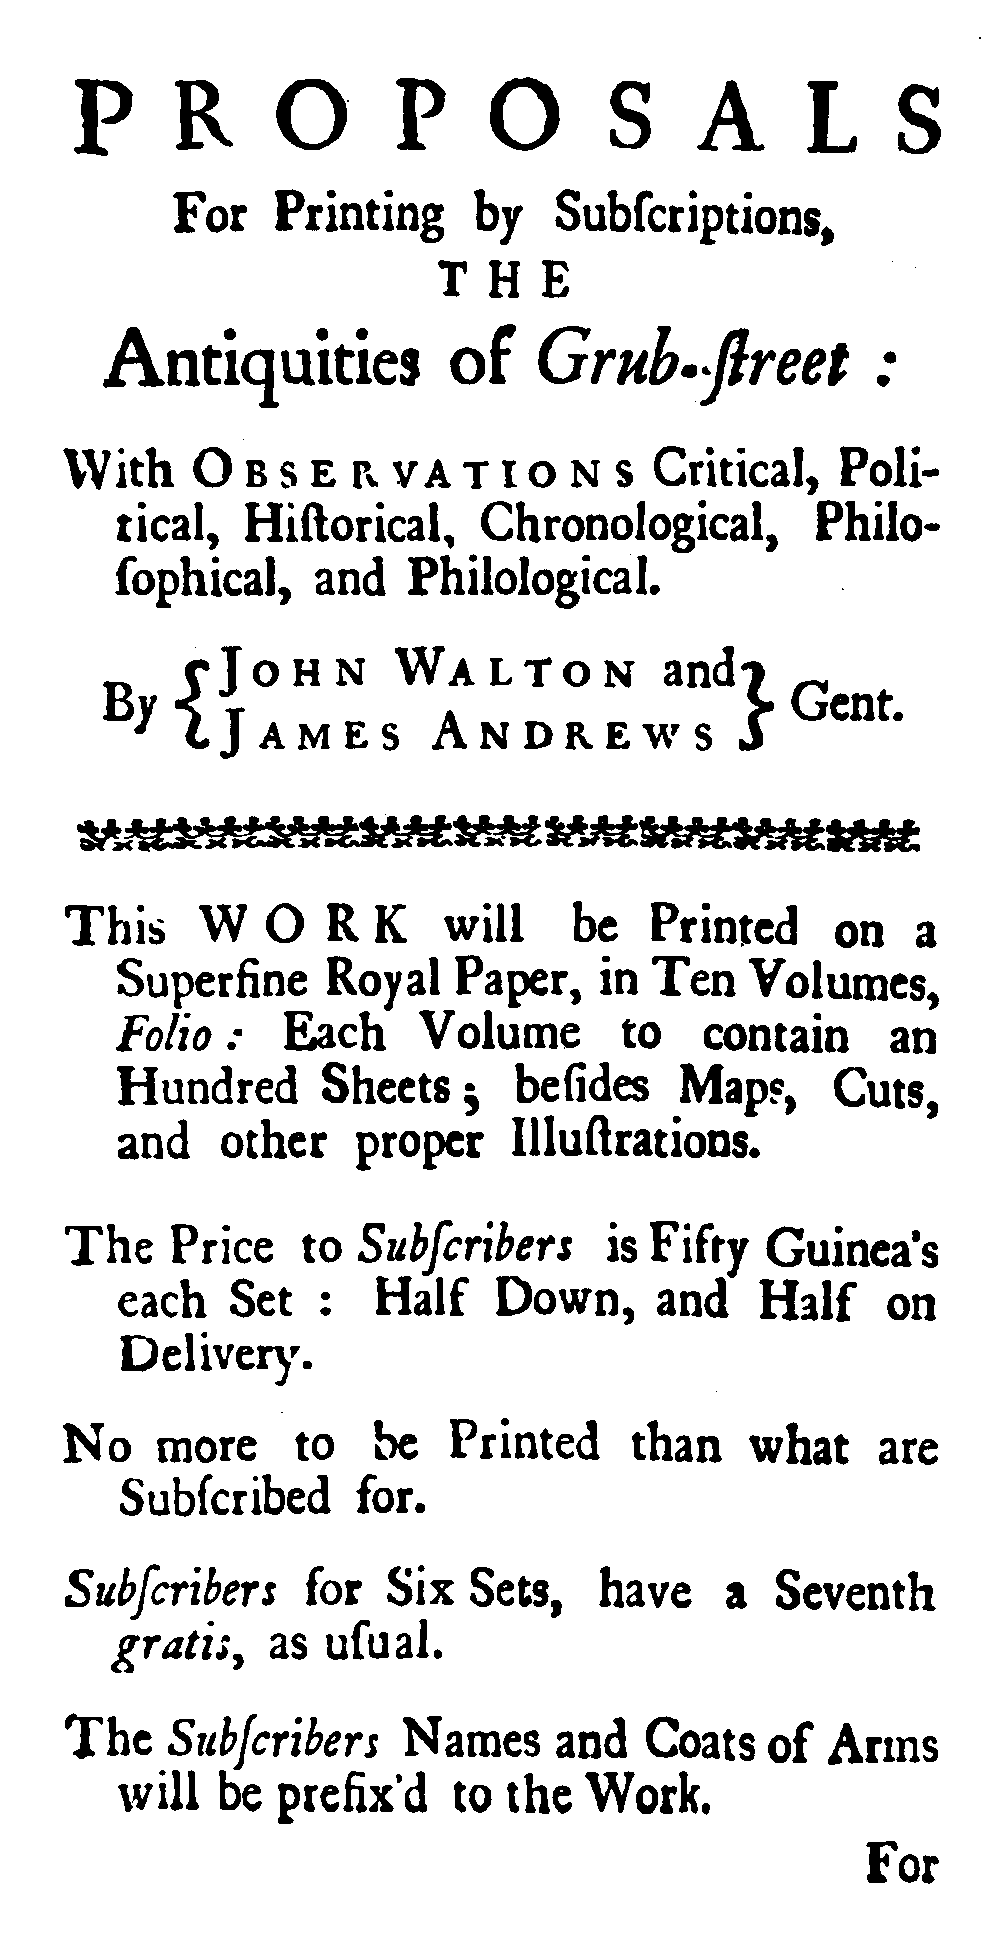 PROPOSALS
For Printing by Subſcriptions,
THE
Antiquities of Grub-ſtreet :
With OBSERVATIONS Critical, Poli-
tical, Hiſtorical, Chronological, Philo-
ſophical, and Philological.
By { JOHN WALTON and
JAMES ANDREWS } Gent.
This WORK will be Printed on a
Superfine Royal Paper, in Ten Volumes,
Folio : Each Volume to contain an
Hundred Sheets ; beſides Maps, Cuts,
and other proper Illuſtrations.
The Price to Subſcribers is Fifty Guinea's
each Set : Half Down, and Half on
Delivery.
No more to be Printed than what are
Subſcribed for.
Subſcribers for Six Sets, have a Seventh
gratis, as uſual.
The Subſcribers Names and Coats of Arms
will be prefix'd to the Work.
For